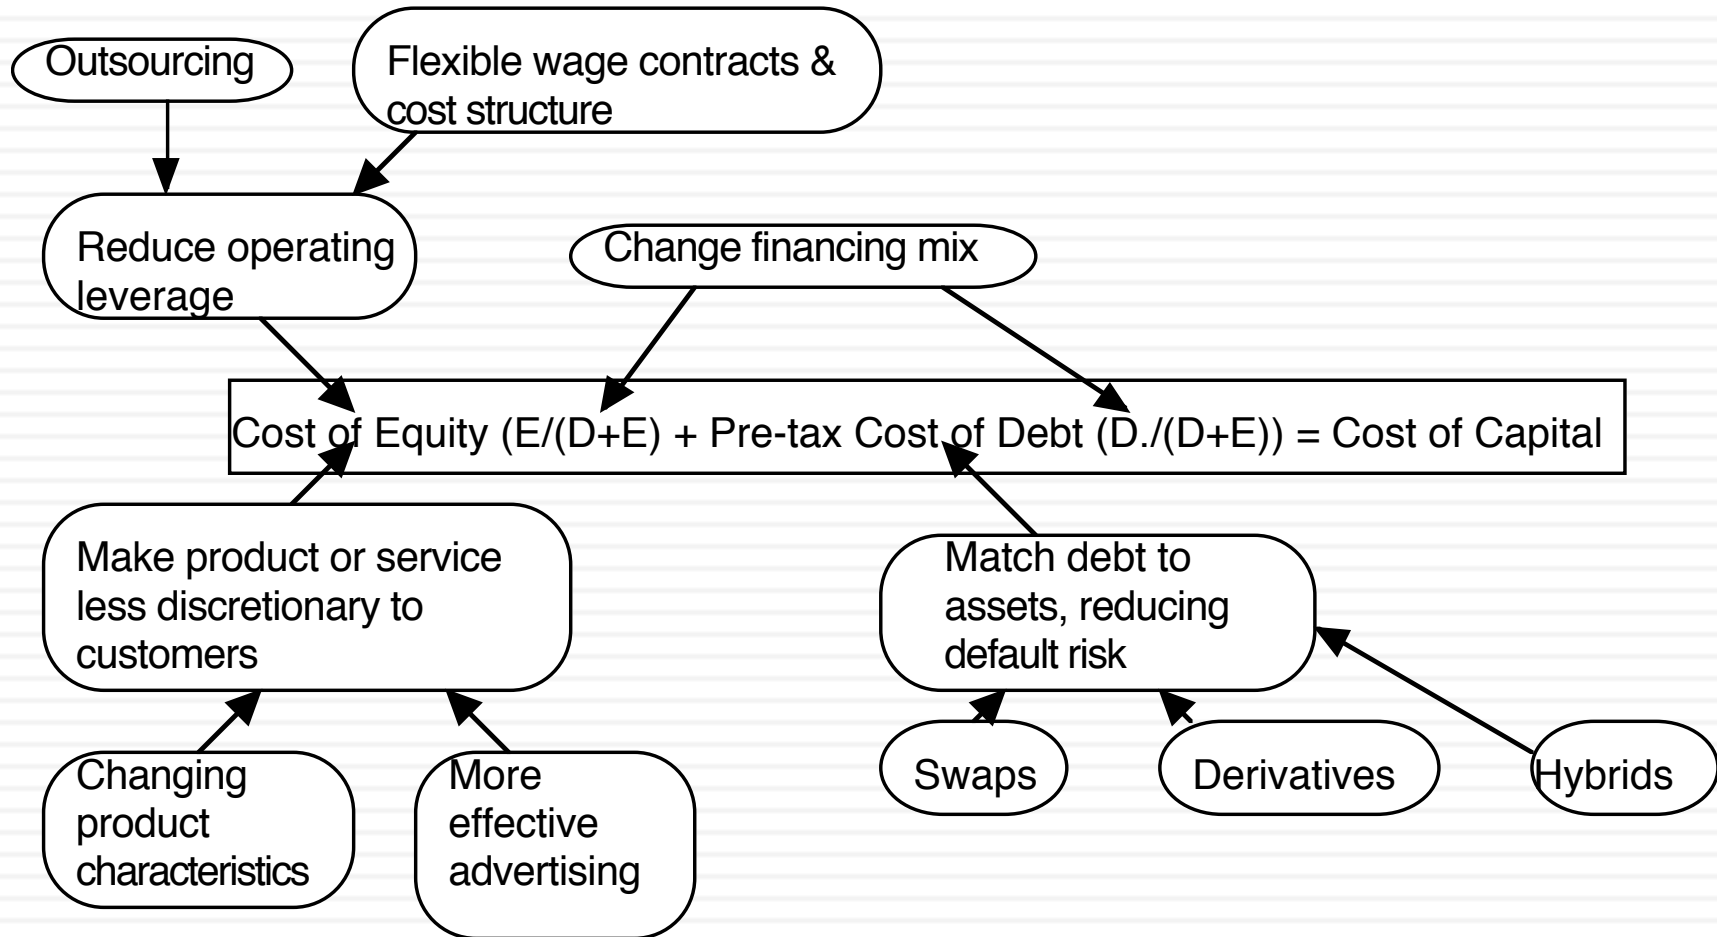 Outsourcing
Flexible wage contracts &
cost structure
Reduce operating
leverage
Change financing mix
Cost of Equity (E/(D+E) + Pre-tax Cost of Debt (D./(D+E)) = Cost of Capital
Make product or service
less discretionary to
customers
Match debt to
assets, reducing
default risk
Changing
product
characteristics
More
effective
advertising
Swaps
Derivatives
Hybrids